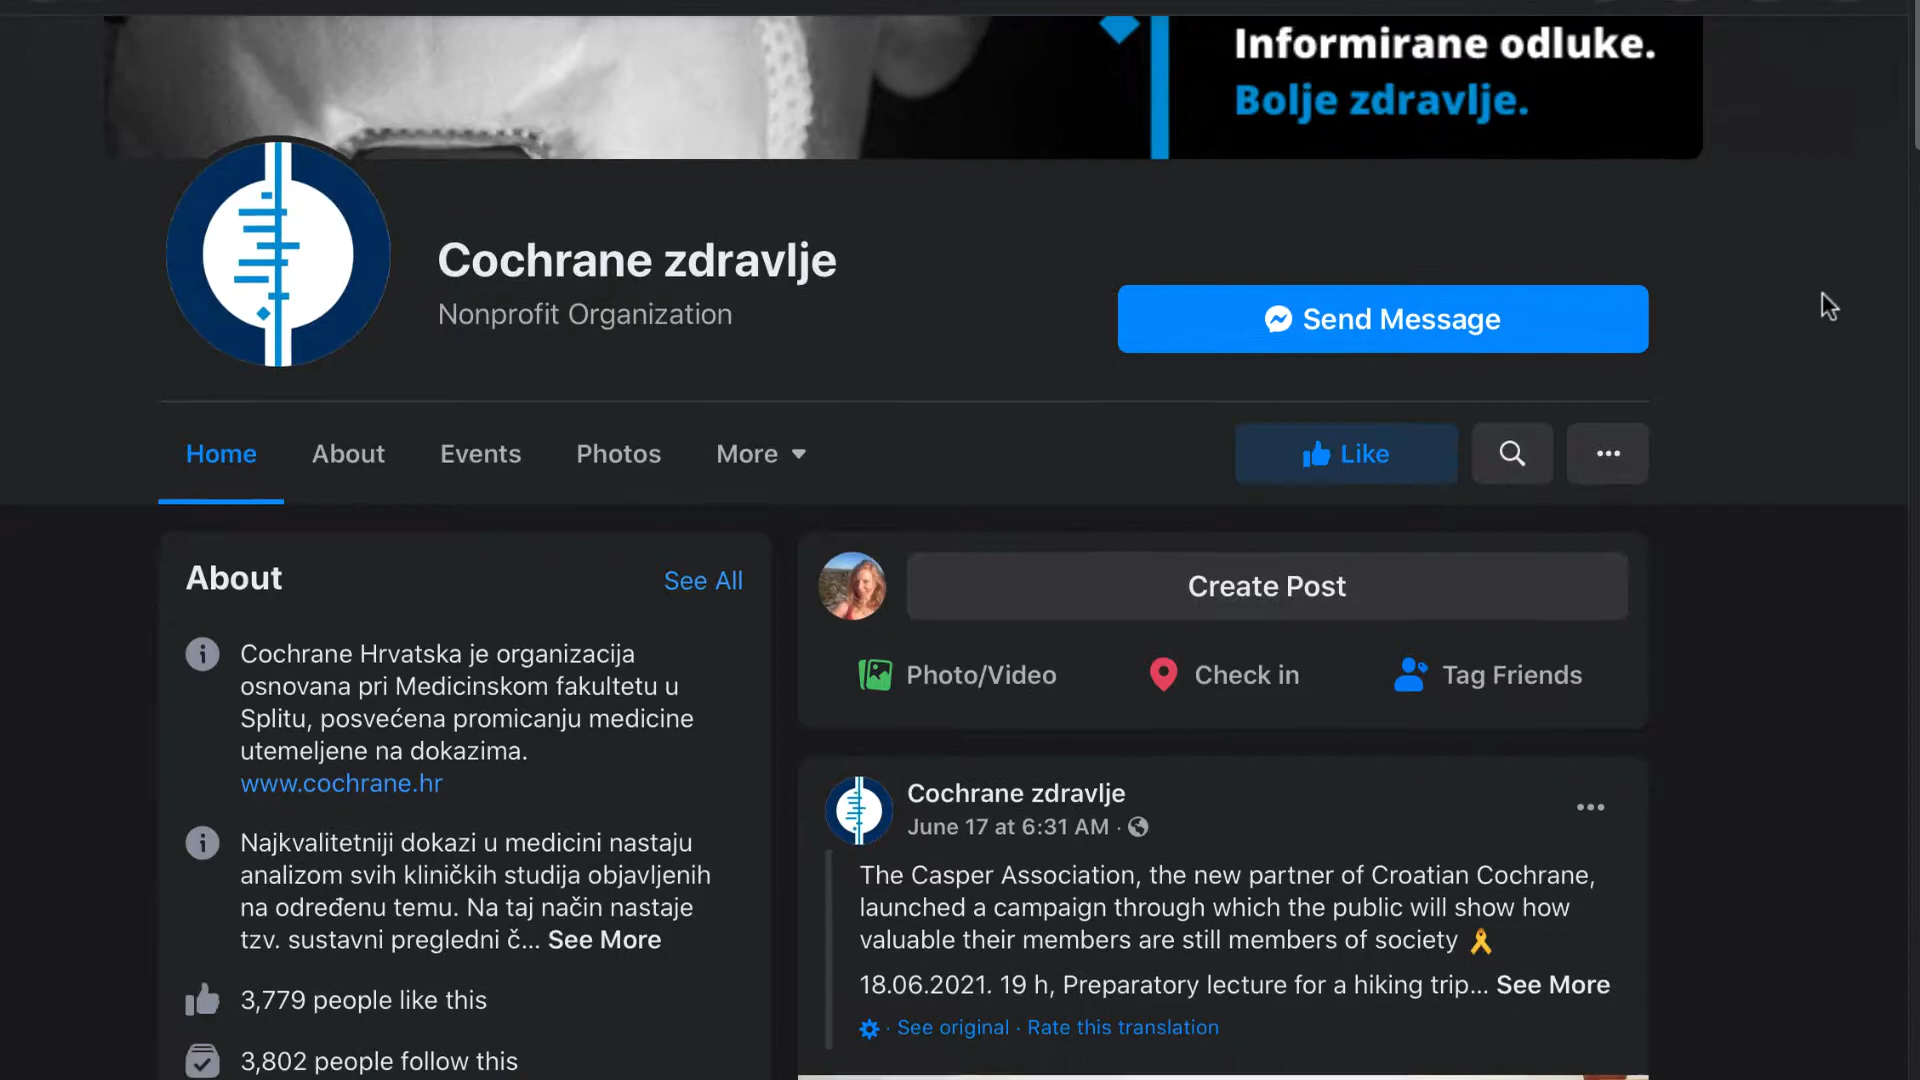 Informirane odluke.
Bolje zdravlje.
Cochrane zdravlje
Nonprofit Organization
Send Message
Home
About
Events
Photos
More
Like
About
See All
Cochrane Hrvatska je organizacija
osnovana pri Medicinskom fakultetu u
Splitu, posvećena promicanju medicine
utemeljene na dokazima.
www.cochrane.hr
Najkvalitetniji dokazi u medicini nastaju
analizom svih kliničkih studija objavljenih
na određenu temu. Na taj način nastaje
tzv. sustavni pregledni č... See More
3,779 people like this
3,802 people follow this
Create Post
Photo/Video
Check in
Tag Friends
Cochrane zdravlje
June 17 at 6:31 AM ·
The Casper Association, the new partner of Croatian Cochrane,
launched a campaign through which the public will show how
valuable their members are still members of society
18.06.2021. 19 h, Preparatory lecture for a hiking trip... See More
· See original · Rate this translation